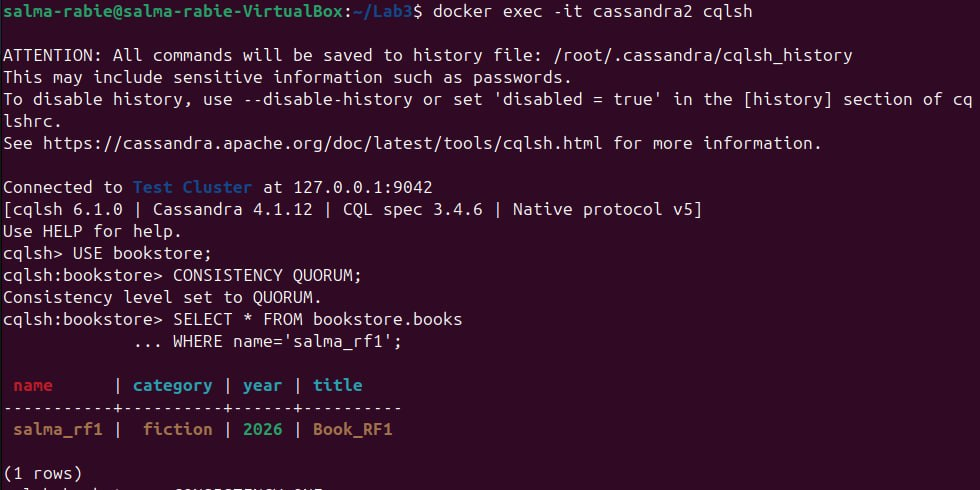 salma-rabie@salma-rabie-VirtualBox:~/Lab3$ docker exec -it cassandra2 cqlsh
ATTENTION: All commands will be saved to history file: /root/.cassandra/cqlsh_history
This may include sensitive information such as passwords.
To disable history, use --disable-history or set 'disabled = true' in the [history] section of cq
lshrc.
See https://cassandra.apache.org/doc/latest/tools/cqlsh.html for more information.
Connected to Test Cluster at 127.0.0.1:9042
[cqlsh 6.1.0 | Cassandra 4.1.12 | CQL spec 3.4.6 | Native protocol v5]
Use HELP for help.
cqlsh> USE bookstore;
cqlsh:bookstore> CONSISTENCY QUORUM;
Consistency level set to QUORUM.
cqlsh:bookstore> SELECT * FROM bookstore.books
... WHERE name='salma_rf1';
name | category | year | title
-----------+----------+------+----------
salma_rf1 | fiction | 2026 | Book_RF1
(1 rows)